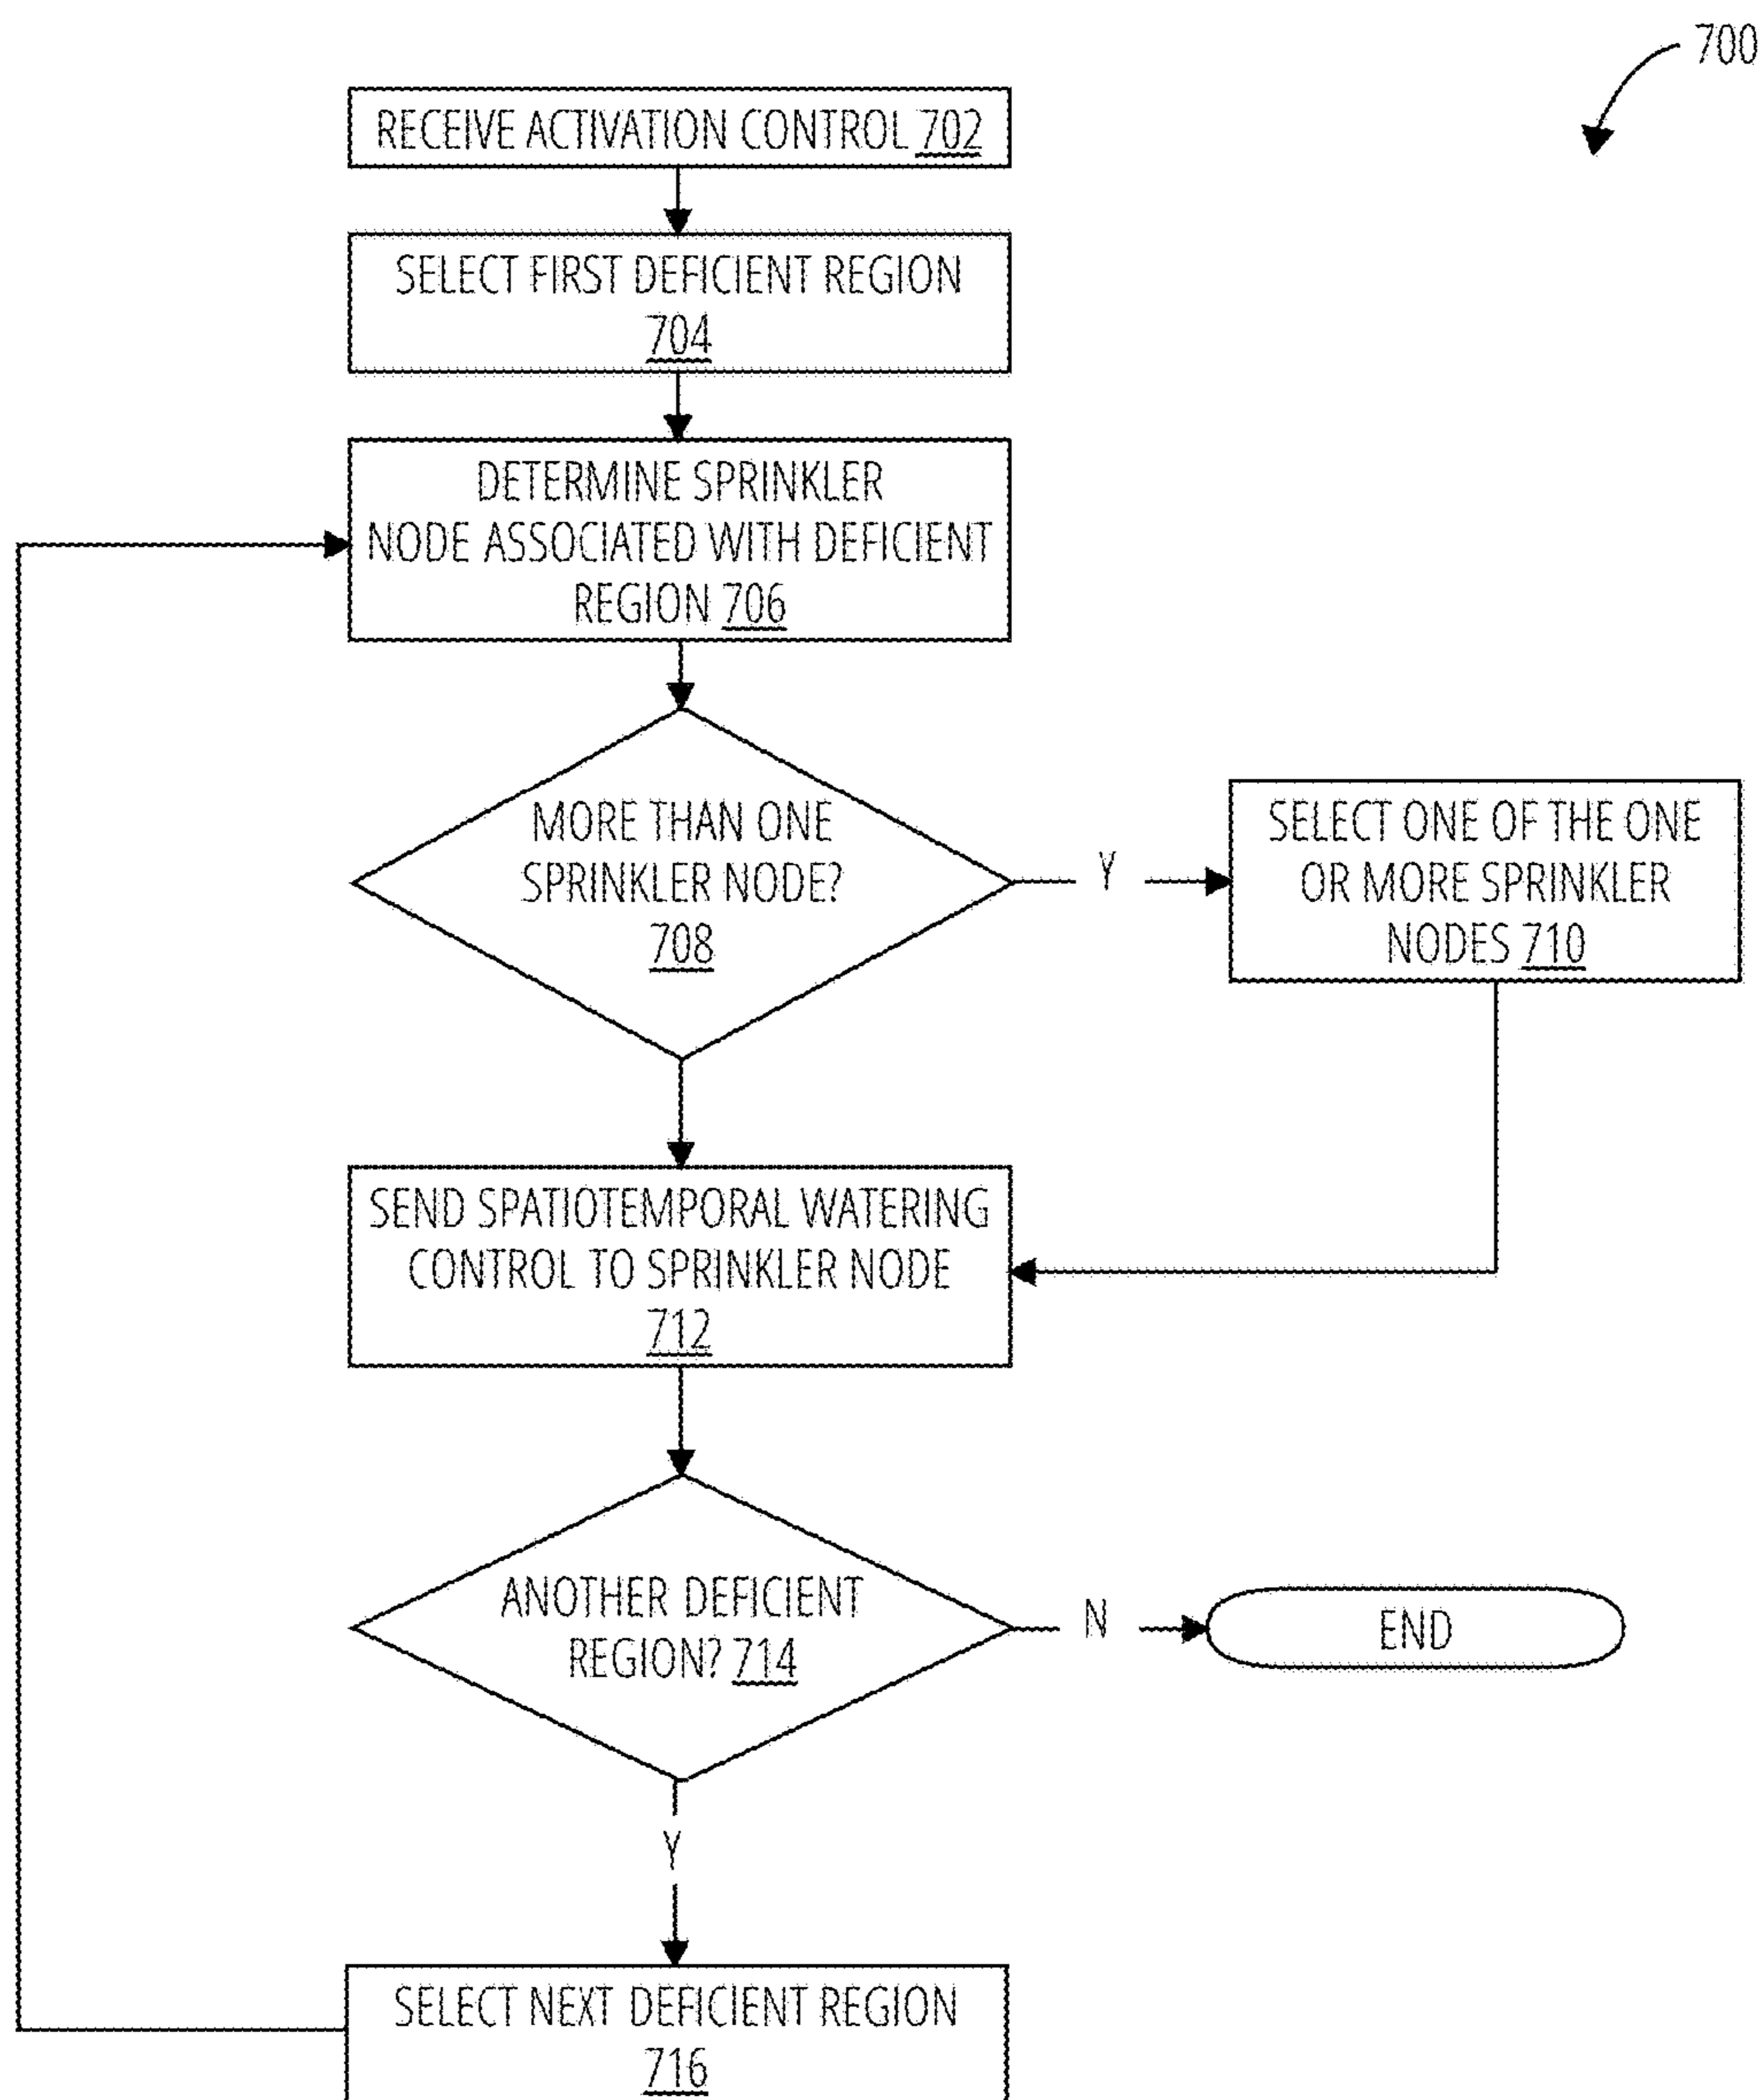 700
RECEIVE ACTIVATION CONTROL 702
SELECT FIRST DEFICIENT REGION
704
DETERMINE SPRINKLER
NODE ASSOCIATED WITH DEFICIENT
REGION 706
MORE THAN ONE
SPRINKLER NODE?
708
Y
SELECT ONE OF THE ONE
OR MORE SPRINKLER
NODES 710
SEND SPATIOTEMPORAL WATERING
CONTROL TO SPRINKLER NODE
712
ANOTHER DEFICIENT
REGION? 714
N
END
Y
SELECT NEXT DEFICIENT REGION
716